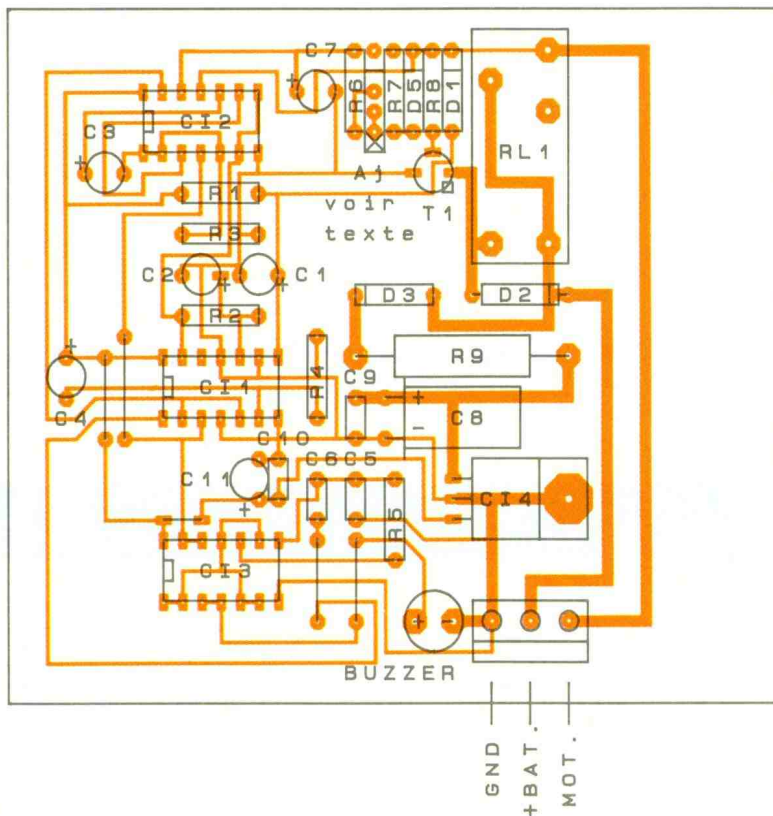 C7
+
R6
R7
D5
R8
D1
CI2
C3
+
RL1
Aj
T1
voir
texte
R1
R3
C2
C1
+
+
D3
D2
R2
R9
+
C9
R4
CI1
C4
+
C8
-
C10
C6
C5
C11
+
CI4
R5
CI3
+
-
BUZZER
GND
+BAT.
MOT.